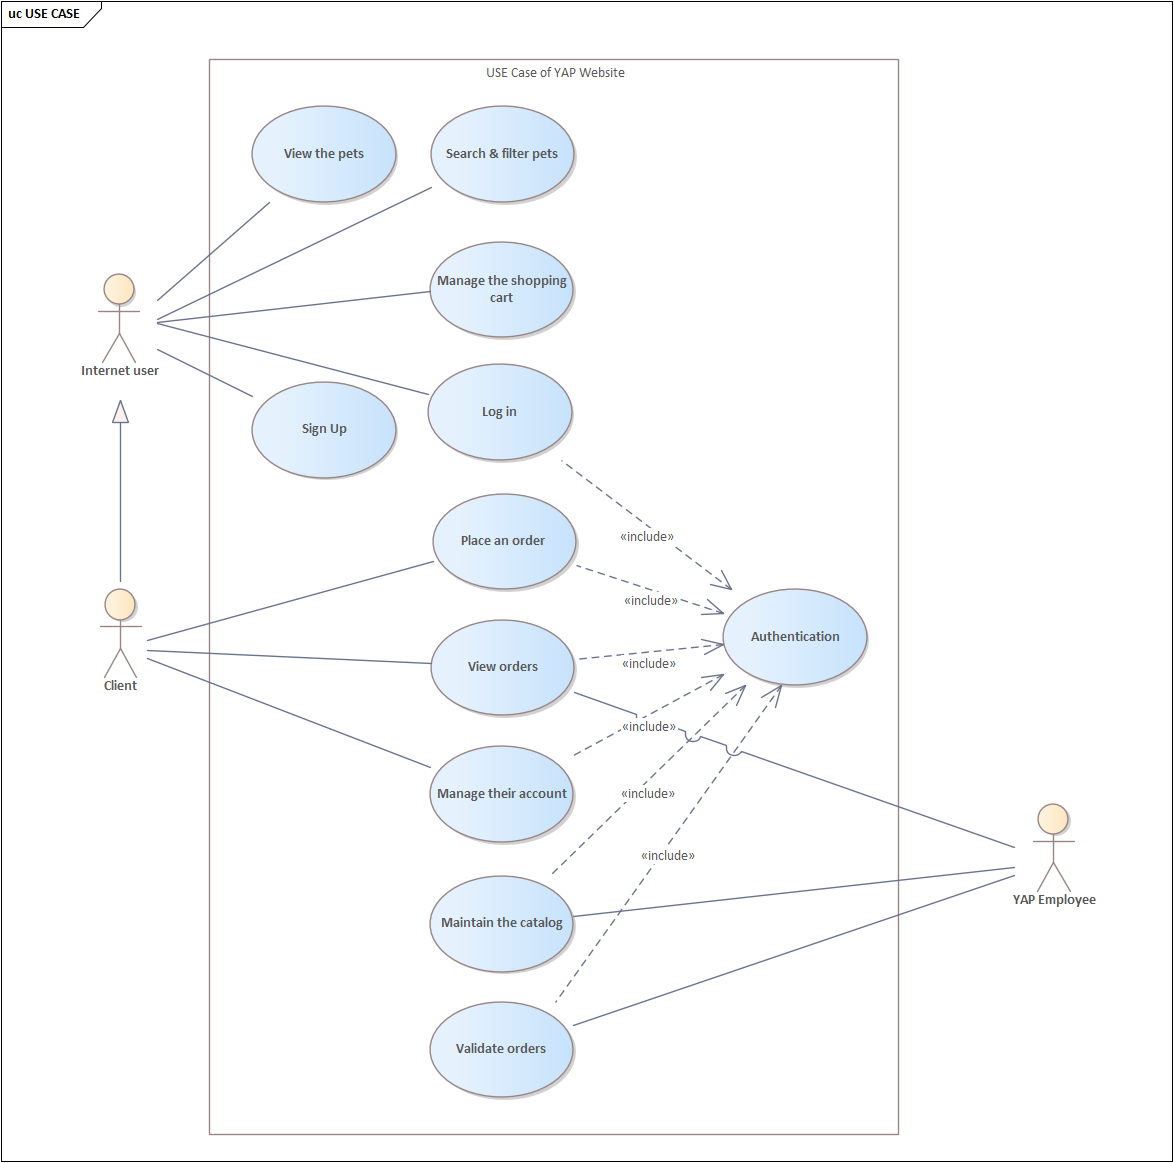 uc USE CASE
USE Case of YAP Website
View the pets
Search & filter pets
Manage the shopping
cart
Internet user
Log in
Sign Up
Place an order
«include»
«include»
Authentication
View orders
«include»
Client
«include»
Manage their account
«include»
«include»
YAP Employee
Maintain the catalog
Validate orders